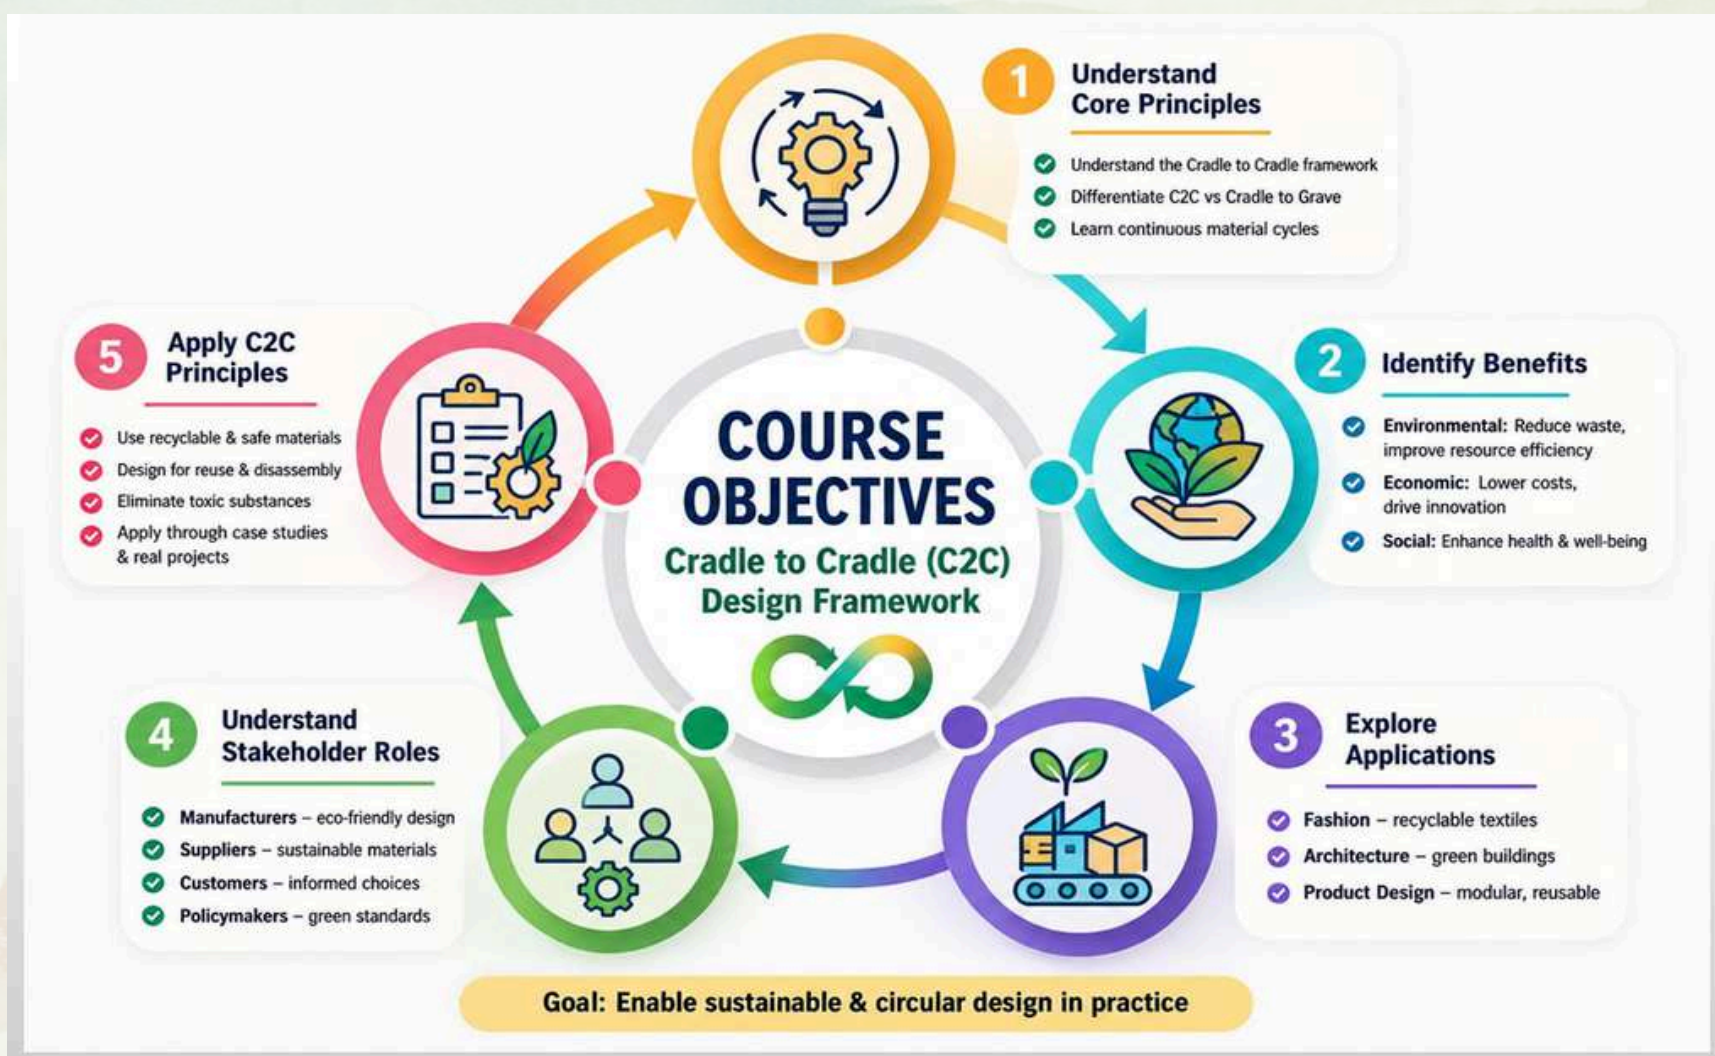 COURSE
OBJECTIVES
Cradle to Cradle (C2C)
Design Framework
1
Understand
Core Principles
Understand the Cradle to Cradle framework
Differentiate C2C vs Cradle to Grave
Learn continuous material cycles
2
Identify Benefits
Environmental: Reduce waste,
improve resource efficiency
Economic: Lower costs,
drive innovation
Social: Enhance health & well-being
3
Explore
Applications
Fashion – recyclable textiles
Architecture – green buildings
Product Design – modular, reusable
4
Understand
Stakeholder Roles
Manufacturers – eco-friendly design
Suppliers – sustainable materials
Customers – informed choices
Policymakers – green standards
5
Apply C2C
Principles
Use recyclable & safe materials
Design for reuse & disassembly
Eliminate toxic substances
Apply through case studies
& real projects
Goal: Enable sustainable & circular design in practice